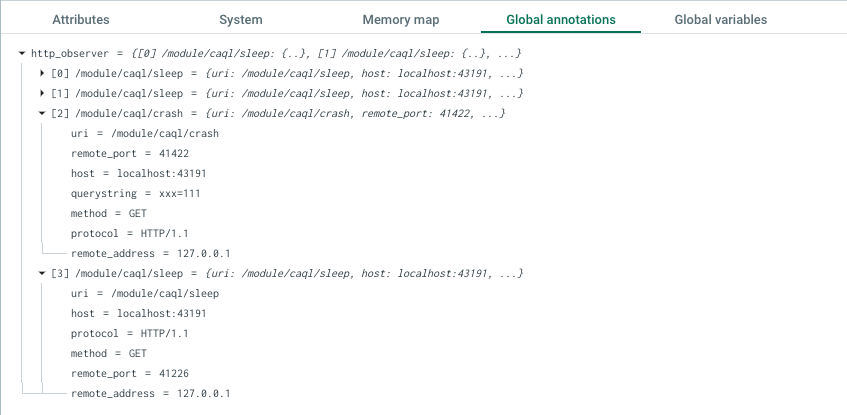 Attributes System Memory map Global annotations Global variables
http_observer = {[0] /module/caql/sleep: {..}, [1] /module/caql/sleep: {..}, ...}
[0] /module/caql/sleep = {uri: /module/caql/sleep, host: localhost:43191, ...}
[1] /module/caql/sleep = {uri: /module/caql/sleep, host: localhost:43191, ...}
[2] /module/caql/crash = {uri: /module/caql/crash, remote_port: 41422, ...}
uri = /module/caql/crash
remote_port = 41422
host = localhost:43191
querystring = xxx=111
method = GET
protocol = HTTP/1.1
remote_address = 127.0.0.1
[3] /module/caql/sleep = {uri: /module/caql/sleep, host: localhost:43191, ...}
uri = /module/caql/sleep
host = localhost:43191
protocol = HTTP/1.1
method = GET
remote_port = 41226
remote_address = 127.0.0.1